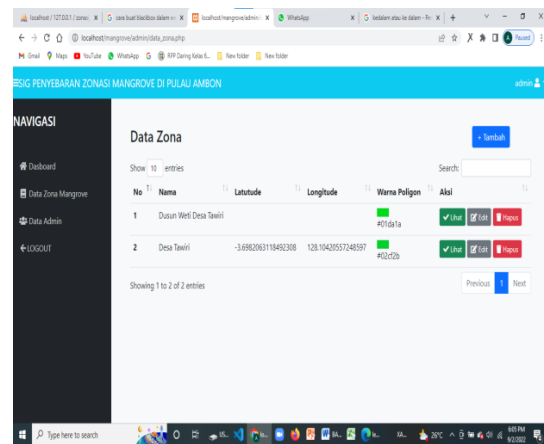 localhost / 127.0.0.1 / zonas
cara buat blackbox dalam
localhost/mangrove/admin/
WhatsApp
kedalam atau ke dalam -
localhost/mangrove/admin/data_zona.php
Paused
Gmail Maps YouTube WhatsApp RPP Daring Kelas 6... New folder New folder
SIG PENYEBARAN ZONASI MANGROVE DI PULAU AMBON
admin
NAVIGASI
Dasboard
Data Zona Mangrove
Data Admin
LOGOUT
Data Zona
+ Tambah
Show 10 entries
Search:
No Nama Latutude Longitude Warna Poligon Aksi
1 Dusun Weti Desa Tawiri #01da1a Lihat Edit Hapus
2 Desa Tawiri -3.6982063118492308 128.10420557248597 #02cf2b Lihat Edit Hapus
Showing 1 to 2 of 2 entries
Previous 1 Next
Type here to search
26°C
6:05 PM
9/2/2022